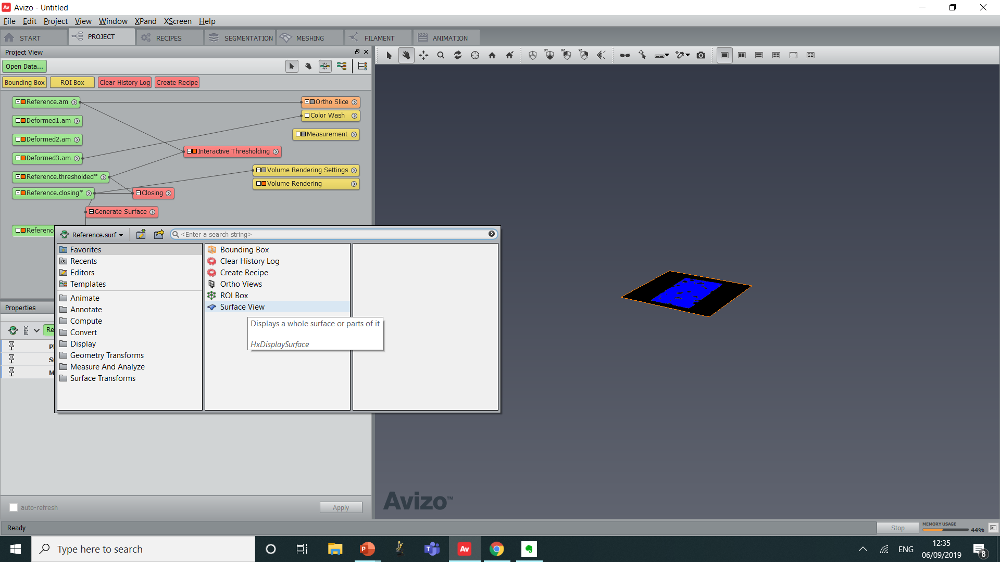 Avizo - Untitled
File Edit Project View Window XPand XScreen Help
START PROJECT RECIPES SEGMENTATION MESHING FILAMENT ANIMATION
Project View
Open Data...
Bounding Box ROI Box Clear History Log Create Recipe
Reference.am Ortho Slice
Color Wash
Deformed1.am
Measurement
Deformed2.am
Interactive Thresholding
Deformed3.am
Volume Rendering Settings
Reference.thresholded*
Volume Rendering
Reference.closing* Closing
Generate Surface
Reference
Reference.surf <Enter a search string>
Favorites Bounding Box
Recents Clear History Log
Editors Create Recipe
Templates Ortho Views
Animate ROI Box
Annotate Surface View
Compute Displays a whole surface or parts of it
Convert
Display HxDisplaySurface
Geometry Transforms
Measure And Analyze
Surface Transforms
Properties
Re
M
auto-refresh Apply
Avizo™
Ready Stop MEMORY USAGE 44%
Av
XY XZ YZ
Type here to search
P Av ENG 12:35
06/09/2019 8